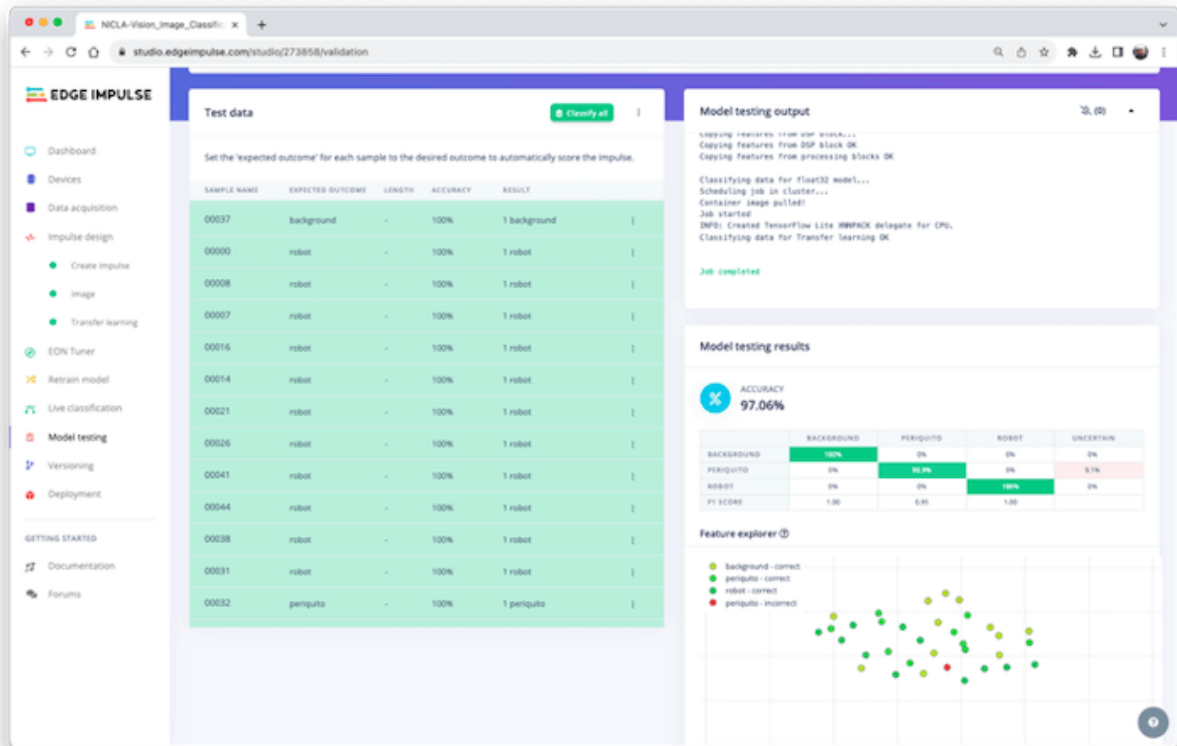 NICLA-Vision_Image_Classific
studio.edgeimpulse.com/studio/273858/validation
EDGE IMPULSE
Dashboard
Devices
Data acquisition
Impulse design
Create impulse
Image
Transfer learning
EON Tuner
Retrain model
Live classification
Model testing
Versioning
Deployment
GETTING STARTED
Documentation
Forums
Test data
Classify all
Set the 'expected outcome' for each sample to the desired outcome to automatically score the impulse.
SAMPLE NAME EXPECTED OUTCOME LENGTH ACCURACY RESULT
00037 background - 100% 1 background
00000 robot - 100% 1 robot
00008 robot - 100% 1 robot
00007 robot - 100% 1 robot
00016 robot - 100% 1 robot
00014 robot - 100% 1 robot
00021 robot - 100% 1 robot
00026 robot - 100% 1 robot
00041 robot - 100% 1 robot
00044 robot - 100% 1 robot
00038 robot - 100% 1 robot
00031 robot - 100% 1 robot
00032 periquito - 100% 1 periquito
Model testing output
(0)
Copying features from DSP block...
Copying features from DSP block OK
Copying features from processing blocks OK
Classifying data for float32 model...
Scheduling job in cluster...
Container image pulled!
Job started
INFO: Created TensorFlow Lite XNNPACK delegate for CPU.
Classifying data for Transfer learning OK
Job completed
Model testing results
%
ACCURACY
97.06%
BACKGROUND PERIQUITO ROBOT UNCERTAIN
BACKGROUND 100% 0% 0% 0%
PERIQUITO 0% 90.9% 0% 9.1%
ROBOT 0% 0% 100% 0%
F1 SCORE 1.00 0.95 1.00
Feature explorer ?
background - correct
periquito - correct
robot - correct
periquito - incorrect
?